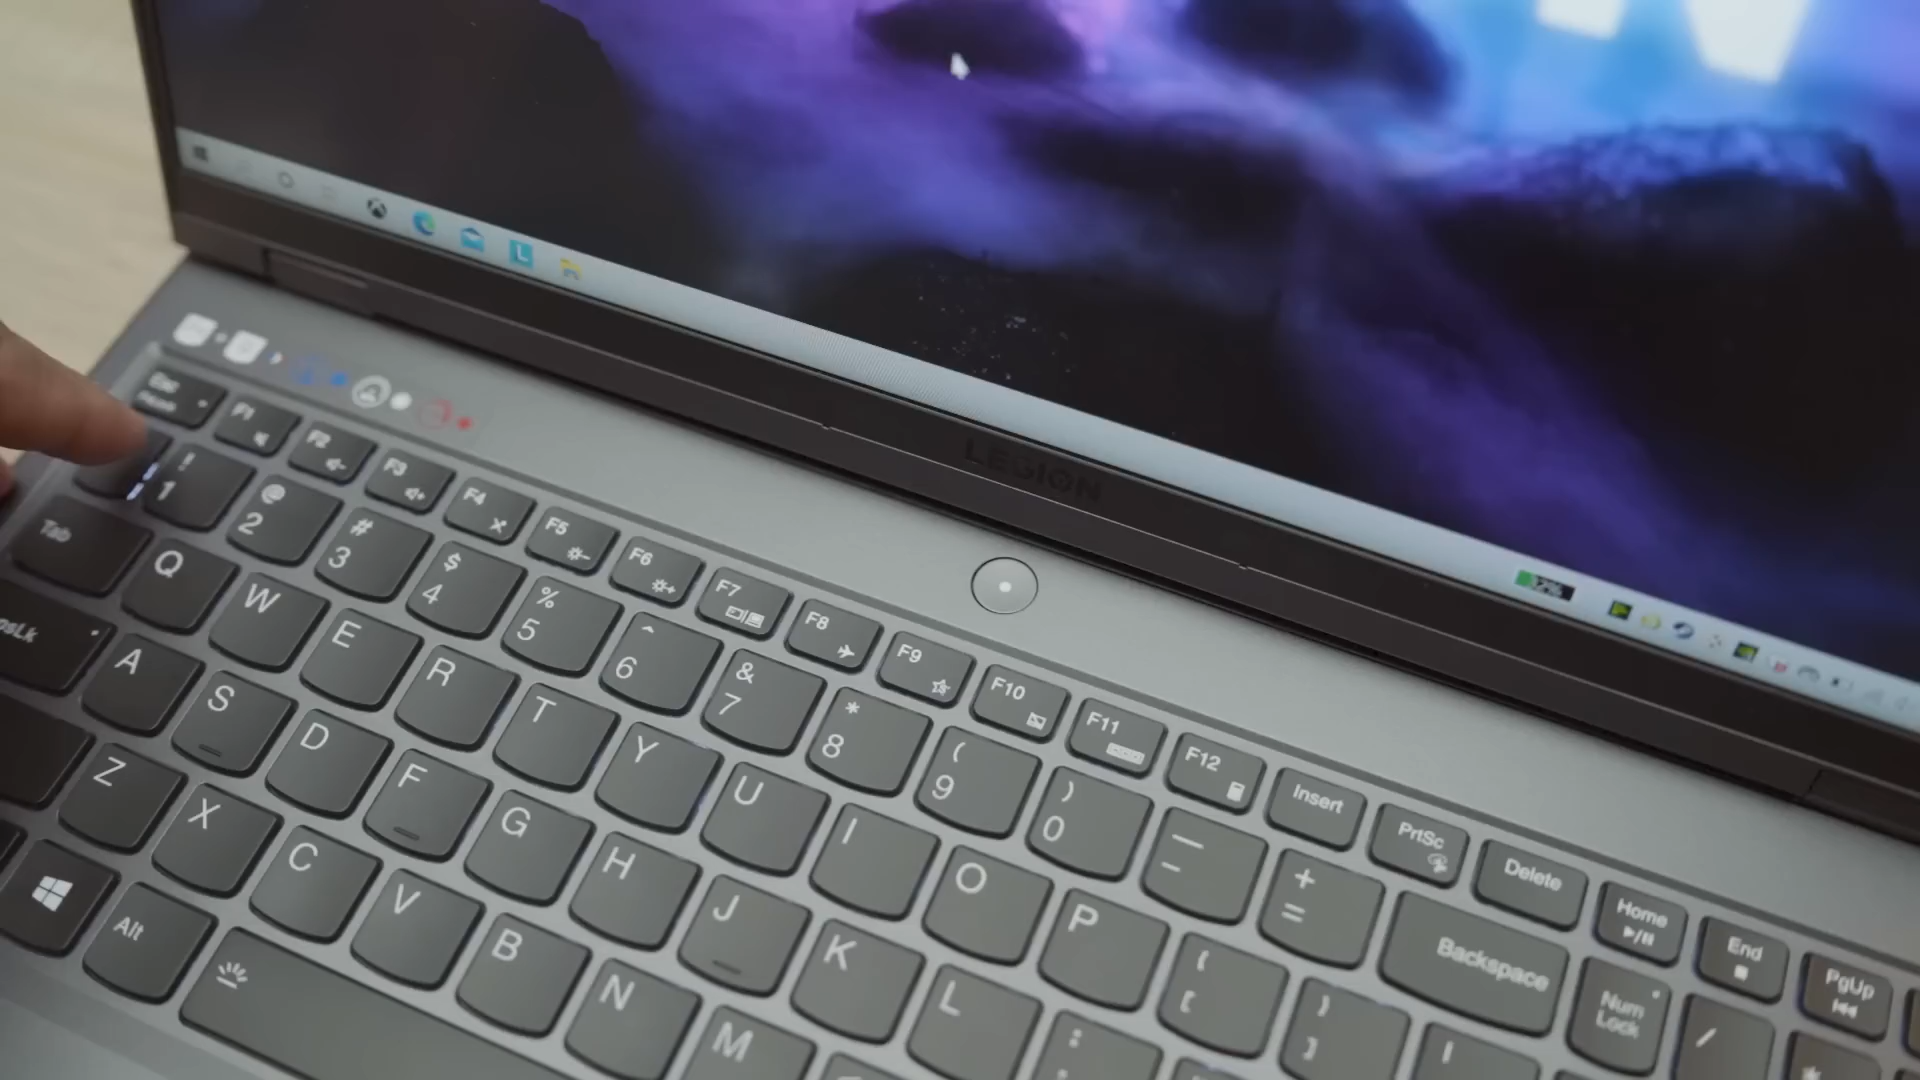 L
LEGION
Esc
F1
F2
F3
F4
F5
F6
F7
F8
F9
F10
F11
F12
Insert
PrtSc
Delete
Home
End
PgUp
! 1
@ 2
# 3
$ 4
% 5
^ 6
& 7
* 8
( 9
) 0
— -
+ =
Backspace
Num Lock
/
Tab
Q
W
E
R
T
Y
U
I
O
P
{ [
} ]
|
psLk
A
S
D
F
G
H
J
K
L
:
Z
X
C
V
B
N
M
Alt